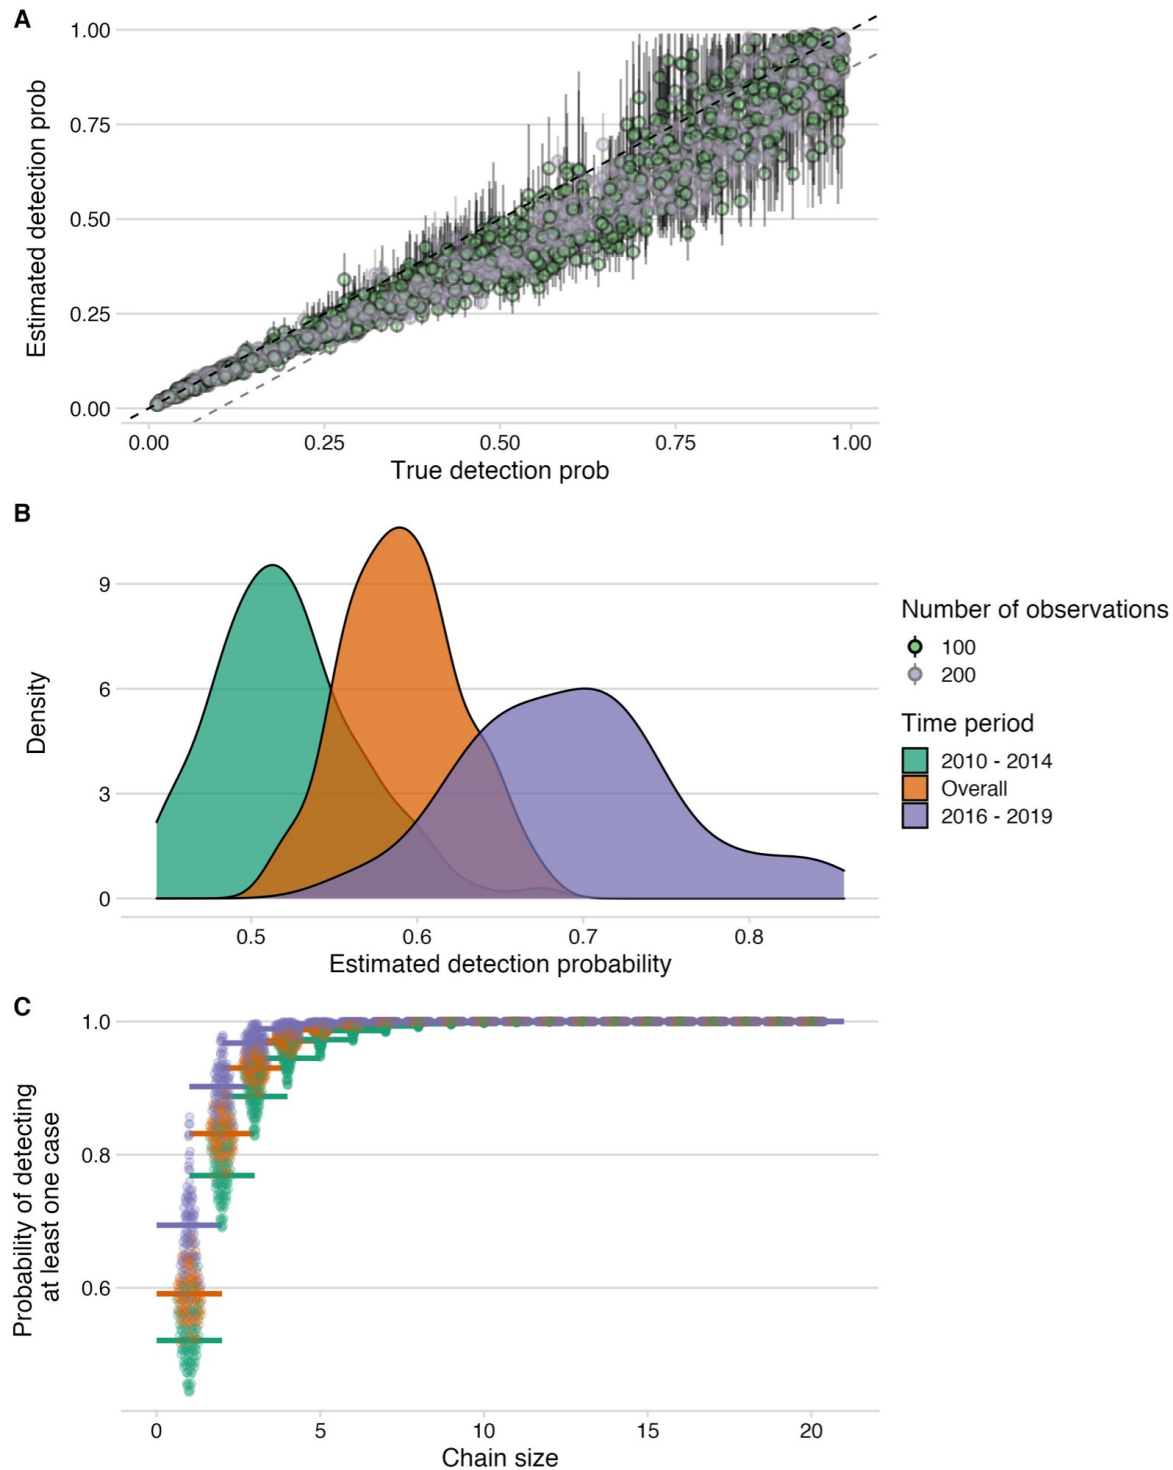 A
1.00
0.75
0.50
0.25
0.00
Estimated detection prob
0.00 0.25 0.50 0.75 1.00
True detection prob
B
9
6
3
0
Density
0.5 0.6 0.7 0.8
Estimated detection probability
Number of observations
100
200
Time period
2010 - 2014
Overall
2016 - 2019
C
1.0
0.8
0.6
Probability of detecting
at least one case
0 5 10 15 20
Chain size